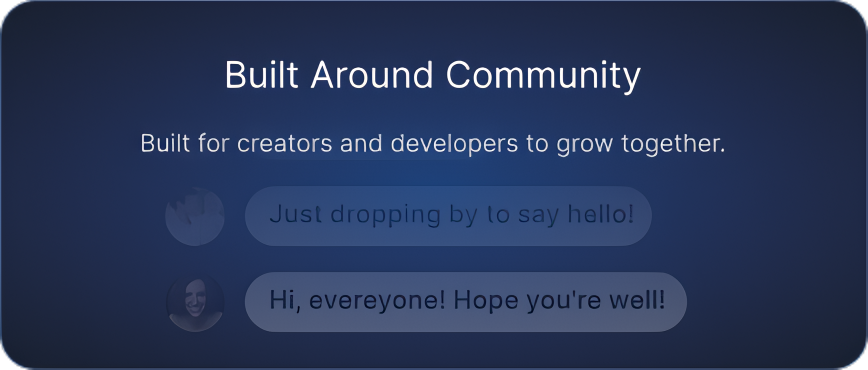 Built Around Community
Built for creators and developers to grow together.
Just dropping by to say hello!
Hi, evereyone! Hope you're well!